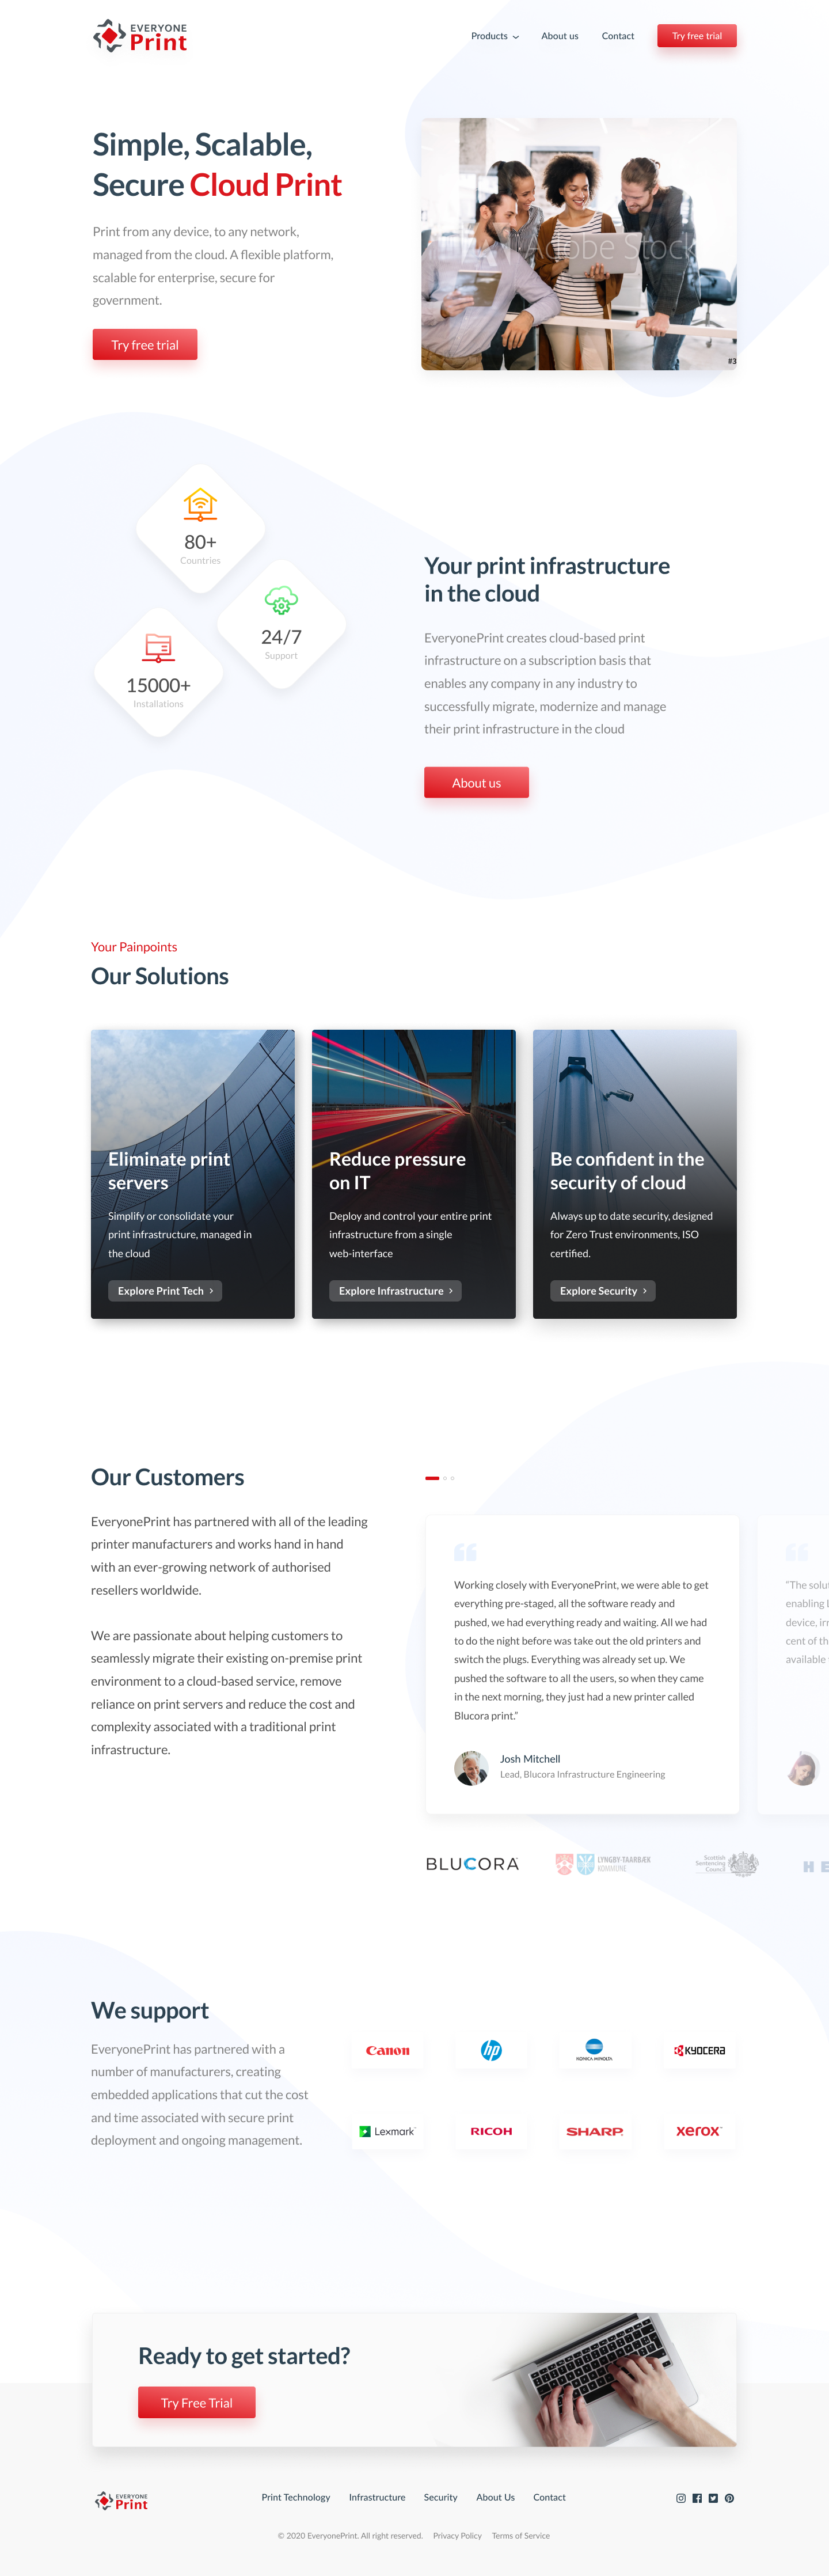 EVERYONE
Print
Products
About us
Contact
Try free trial
Simple, Scalable,
Secure Cloud Print
Print from any device, to any network,
managed from the cloud. A flexible platform,
scalable for enterprise, secure for
government.
Try free trial
Adobe Stock
#3
80+
Countries
24/7
Support
15000+
Installations
Your print infrastructure
in the cloud
EveryonePrint creates cloud-based print
infrastructure on a subscription basis that
enables any company in any industry to
successfully migrate, modernize and manage
their print infrastructure in the cloud
About us
Your Painpoints
Our Solutions
Eliminate print
servers
Simplify or consolidate your
print infrastructure, managed in
the cloud
Explore Print Tech
Reduce pressure
on IT
Deploy and control your entire print
infrastructure from a single
web-interface
Explore Infrastructure
Be confident in the
security of cloud
Always up to date security, designed
for Zero Trust environments, ISO
certified.
Explore Security
Our Customers
EveryonePrint has partnered with all of the leading
printer manufacturers and works hand in hand
with an ever-growing network of authorised
resellers worldwide.
We are passionate about helping customers to
seamlessly migrate their existing on-premise print
environment to a cloud-based service, remove
reliance on print servers and reduce the cost and
complexity associated with a traditional print
infrastructure.
Working closely with EveryonePrint, we were able to get
everything pre-staged, all the software ready and
pushed, we had everything ready and waiting. All we had
to do the night before was take out the old printers and
switch the plugs. Everything was already set up. We
pushed the software to all the users, so when they came
in the next morning, they just had a new printer called
Blucora print."
Josh Mitchell
Lead, Blucora Infrastructure Engineering
"The solu
enabling
device, irr
cent of th
available
BLUCORA
LYNGBY-TAARBÆK
KOMMUNE
Scottish
Sentencing
Council
H E
We support
EveryonePrint has partnered with a
number of manufacturers, creating
embedded applications that cut the cost
and time associated with secure print
deployment and ongoing management.
Canon
hp
KONICA MINOLTA
KYOCERA
Lexmark
RICOH
SHARP
xerox™
Ready to get started?
Try Free Trial
EVERYONE
Print
Print Technology
Infrastructure
Security
About Us
Contact
© 2020 EveryonePrint. All right reserved.
Privacy Policy
Terms of Service